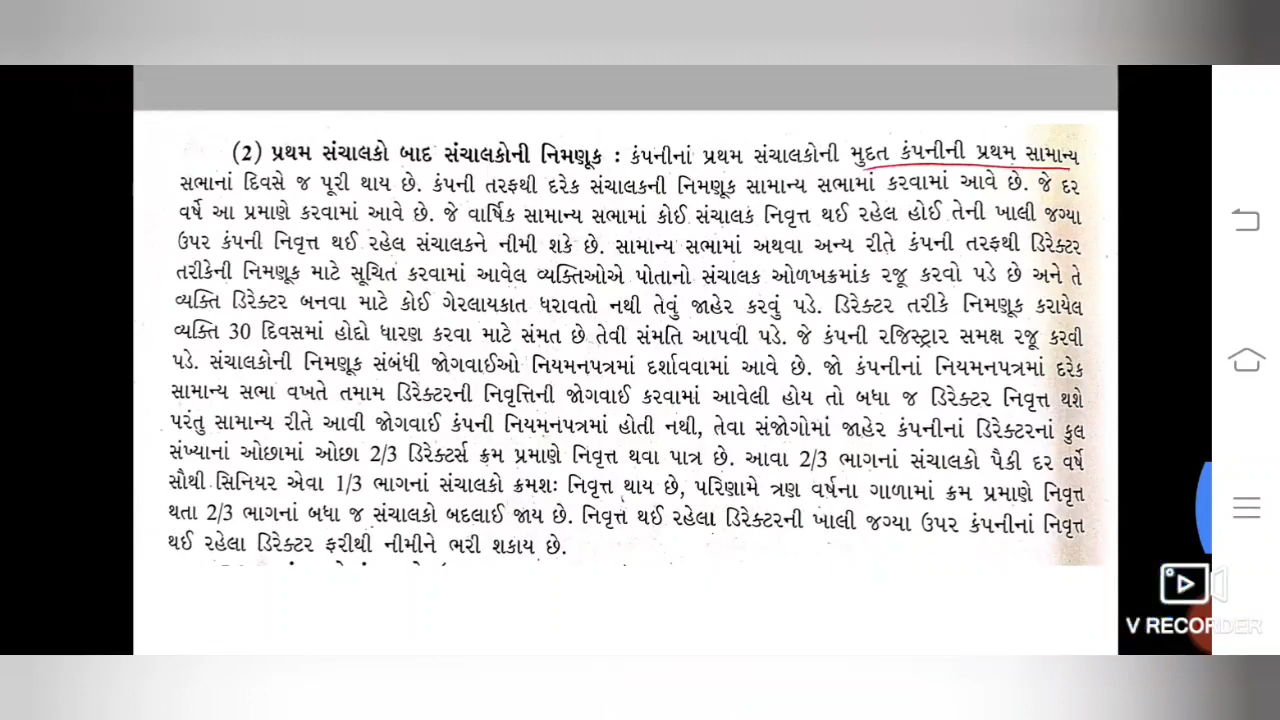 (2) પ્રથમ સંચાલકો બાદ સંચાલકોની નિમણૂક : કંપનીનાં પ્રથમ સંચાલકોની મુદત કંપનીની પ્રથમ સામાન્ય
સભાનાં દિવસે જ પૂરી થાય છે. કંપની તરફથી દરેક સંચાલકની નિમણૂક સામાન્ય સભામાં કરવામાં આવે છે. જે દર
વર્ષે આ પ્રમાણે કરવામાં આવે છે. જે વાર્ષિક સામાન્ય સભામાં કોઈ સંચાલક નિવૃત્ત થઈ રહેલ હોઈ તેની ખાલી જગ્યા
ઉપર કંપની નિવૃત્ત થઈ રહેલ સંચાલકને નીમી શકે છે. સામાન્ય સભામાં અથવા અન્ય રીતે કંપની તરફથી ડિરેક્ટર
તરીકેની નિમણૂક માટે સૂચિત કરવામાં આવેલ વ્યક્તિઓએ પોતાનો સંચાલક ઓળખક્રમાંક રજૂ કરવો પડે છે અને તે
વ્યક્તિ ડિરેક્ટર બનવા માટે કોઈ ગેરલાયકાત ધરાવતો નથી તેવું જાહેર કરવું પડે. ડિરેક્ટર તરીકે નિમણૂક કરાયેલ
વ્યક્તિ 30 દિવસમાં હોદ્દો ધારણ કરવા માટે સંમત છે તેવી સંમતિ આપવી પડે. જે કંપની રજિસ્ટ્રાર સમક્ષ રજૂ કરવી
પડે. સંચાલકોની નિમણૂક સંબંધી જોગવાઈઓ નિયમનપત્રમાં દર્શાવવામાં આવે છે. જો કંપનીનાં નિયમનપત્રમાં દરેક
સામાન્ય સભા વખતે તમામ ડિરેક્ટરની નિવૃત્તિની જોગવાઈ કરવામાં આવેલી હોય તો બધા જ ડિરેક્ટર નિવૃત્ત થશે
પરંતુ સામાન્ય રીતે આવી જોગવાઈ કંપની નિયમનપત્રમાં હોતી નથી, તેવા સંજોગોમાં જાહેર કંપનીનાં ડિરેક્ટરનાં કુલ
સંખ્યાનાં ઓછામાં ઓછા 2/3 ડિરેક્ટર્સ ક્રમ પ્રમાણે નિવૃત્ત થવા પાત્ર છે. આવા 2/3 ભાગનાં સંચાલકો પૈકી દર વર્ષે
સૌથી સિનિયર એવા 1/3 ભાગનાં સંચાલકો ક્રમશઃ નિવૃત્ત થાય છે, પરિણામે ત્રણ વર્ષના ગાળામાં ક્રમ પ્રમાણે નિવૃત્ત
થતા 2/3 ભાગનાં બધા જ સંચાલકો બદલાઈ જાય છે. નિવૃત્ત થઈ રહેલા ડિરેક્ટરની ખાલી જગ્યા ઉપર કંપનીનાં નિવૃત્ત
થઈ રહેલા ડિરેક્ટર ફરીથી નીમીને ભરી શકાય છે.
V RECORDER